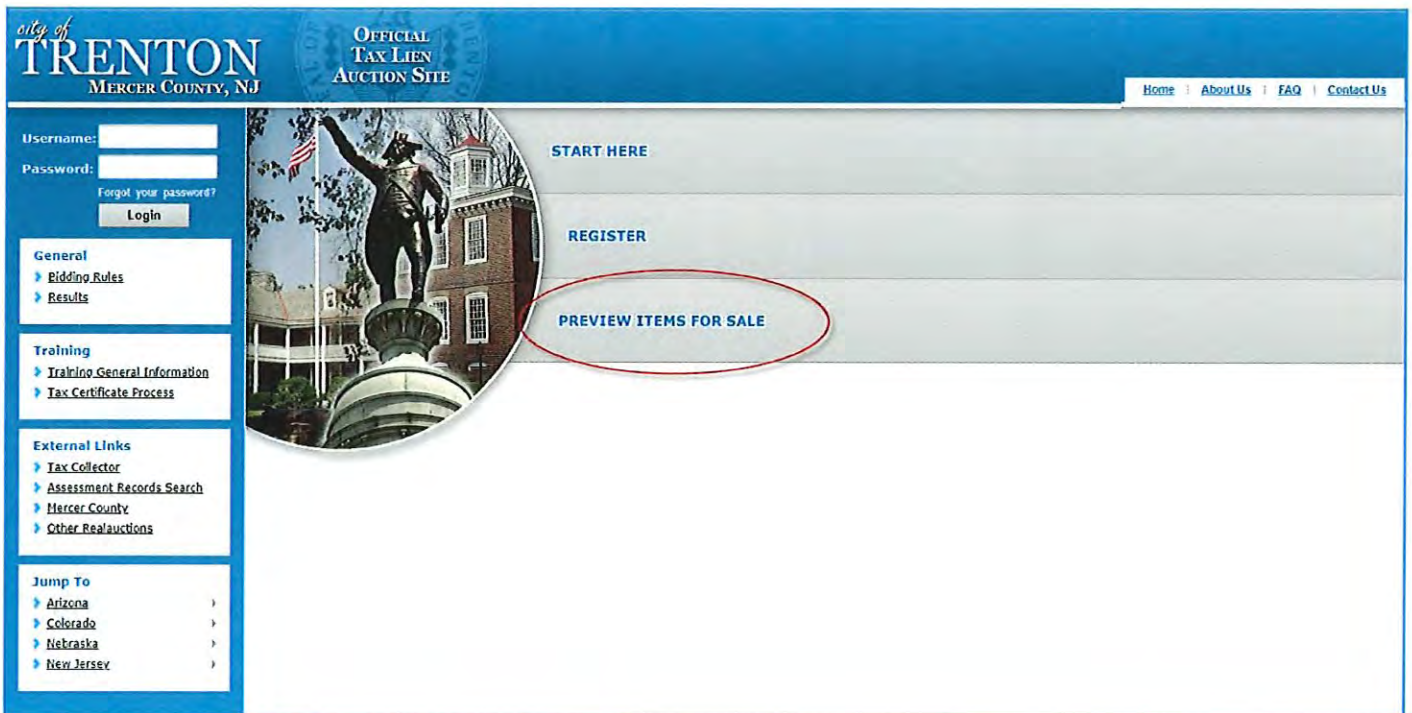 city of
TRENTON
MERCER COUNTY, NJ
OFFICIAL
TAX LIEN
AUCTION SITE
Home | About Us | FAQ | Contact Us
Username:
Password:
Forgot your password?
Login
General
Bidding Rules
Results
Training
Training General Information
Tax Certificate Process
External Links
Tax Collector
Assessment Records Search
Mercer County
Other Realauctions
Jump To
Arizona
Colorado
Nebraska
New Jersey
START HERE
REGISTER
PREVIEW ITEMS FOR SALE